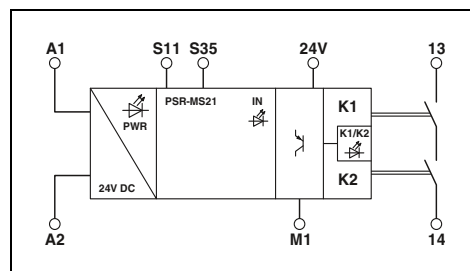 A1 S11 S35 24V 13
PSR-MS21 IN K1
PWR K1/K2
24V DC K2
A2 M1 14